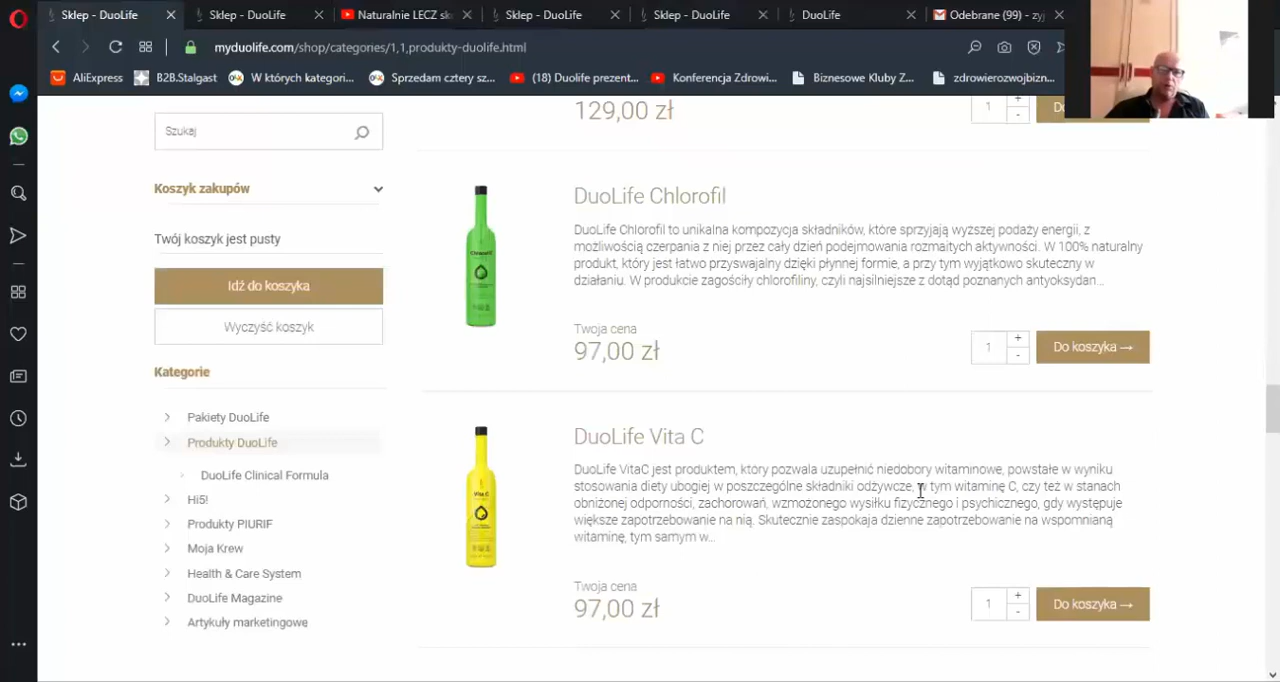 Sklep - DuoLife
Sklep - DuoLife
Naturalnie LECZ sk
Sklep - DuoLife
Sklep - DuoLife
DuoLife
Odebrane (99) - zyj
myduolife.com/shop/categories/1,1,produkty-duolife.html
AliExpress
B2B.Stalgast
W których kategori...
Sprzedam cztery sz...
(18) Duolife prezent...
Konferencja Zdrowi...
Biznesowe Kluby Z...
zdrowierozwojbizn...
Szukaj
Koszyk zakupów
Twój koszyk jest pusty
Idź do koszyka
Wyczyść koszyk
Kategorie
Pakiety DuoLife
Produkty DuoLife
DuoLife Clinical Formula
Hi5!
Produkty PIURIF
Moja Krew
Health & Care System
DuoLife Magazine
Artykuły marketingowe
129,00 zł
1
+
-
Do
DuoLife Chlorofil
DuoLife Chlorofil to unikalna kompozycja składników, które sprzyjają wyższej podaży energii, z
możliwością czerpania z niej przez cały dzień podejmowania rozmaitych aktywności. W 100% naturalny
produkt, który jest łatwo przyswajalny dzięki płynnej formie, a przy tym wyjątkowo skuteczny w
działaniu. W produkcie zagościły chlorofiliny, czyli najsilniejsze z dotąd poznanych antyoksydan...
Twoja cena
97,00 zł
1
+
-
Do koszyka →
DuoLife Vita C
Vita C
DuoLife VitaC jest produktem, który pozwala uzupełnić niedobory witaminowe, powstałe w wyniku
stosowania diety ubogiej w poszczególne składniki odżywcze, w tym witaminę C, czy też w stanach
obniżonej odporności, zachorowań, wzmożonego wysiłku fizycznego i psychicznego, gdy występuje
większe zapotrzebowanie na nią. Skutecznie zaspokaja dzienne zapotrzebowanie na wspomnianą
witaminę, tym samym w...
Twoja cena
97,00 zł
1
+
-
Do koszyka →